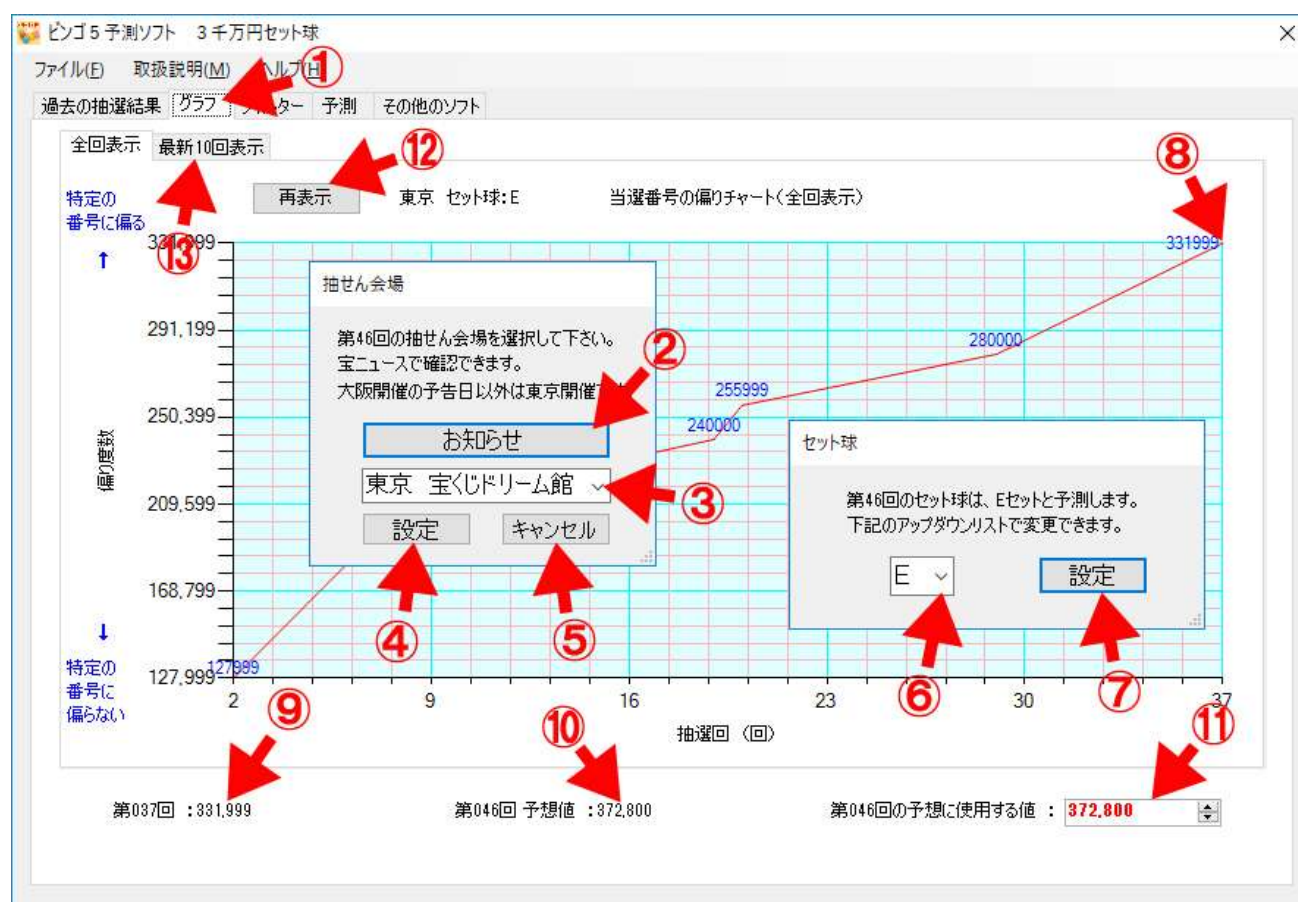 ビンゴ5予測ソフト 3千万円セット球
ファイル(F) 取扱説明(M) ヘルプ(H)
①
過去の抽選結果 グラフ フィルター 予測 その他のソフト
全回表示 最新10回表示
⑫
⑧
特定の
番号に偏る
↑
再表示
東京 セット球:E
当選番号の偏りチャート(全回表示)
⑬
331,999
331999
291,199
250,399
209,599
168,799
127,999
偏り度数
↓
特定の
番号に
偏らない
127999
240000
255999
280000
抽せん会場
第46回の抽せん会場を選択して下さい。
宝ニュースで確認できます。
大阪開催の予告日以外は東京開催
②
お知らせ
東京 宝くじドリーム館
③
設定 キャンセル
④ ⑤
セット球
第46回のセット球は、Eセットと予測します。
下記のアップダウンリストで変更できます。
E 設定
⑥ ⑦
2 9 16 23 30 37
抽選回 (回)
⑨ ⑩ ⑪
第037回 :331,999
第046回 予想値 :372,800
第046回の予想に使用する値 : 372,800